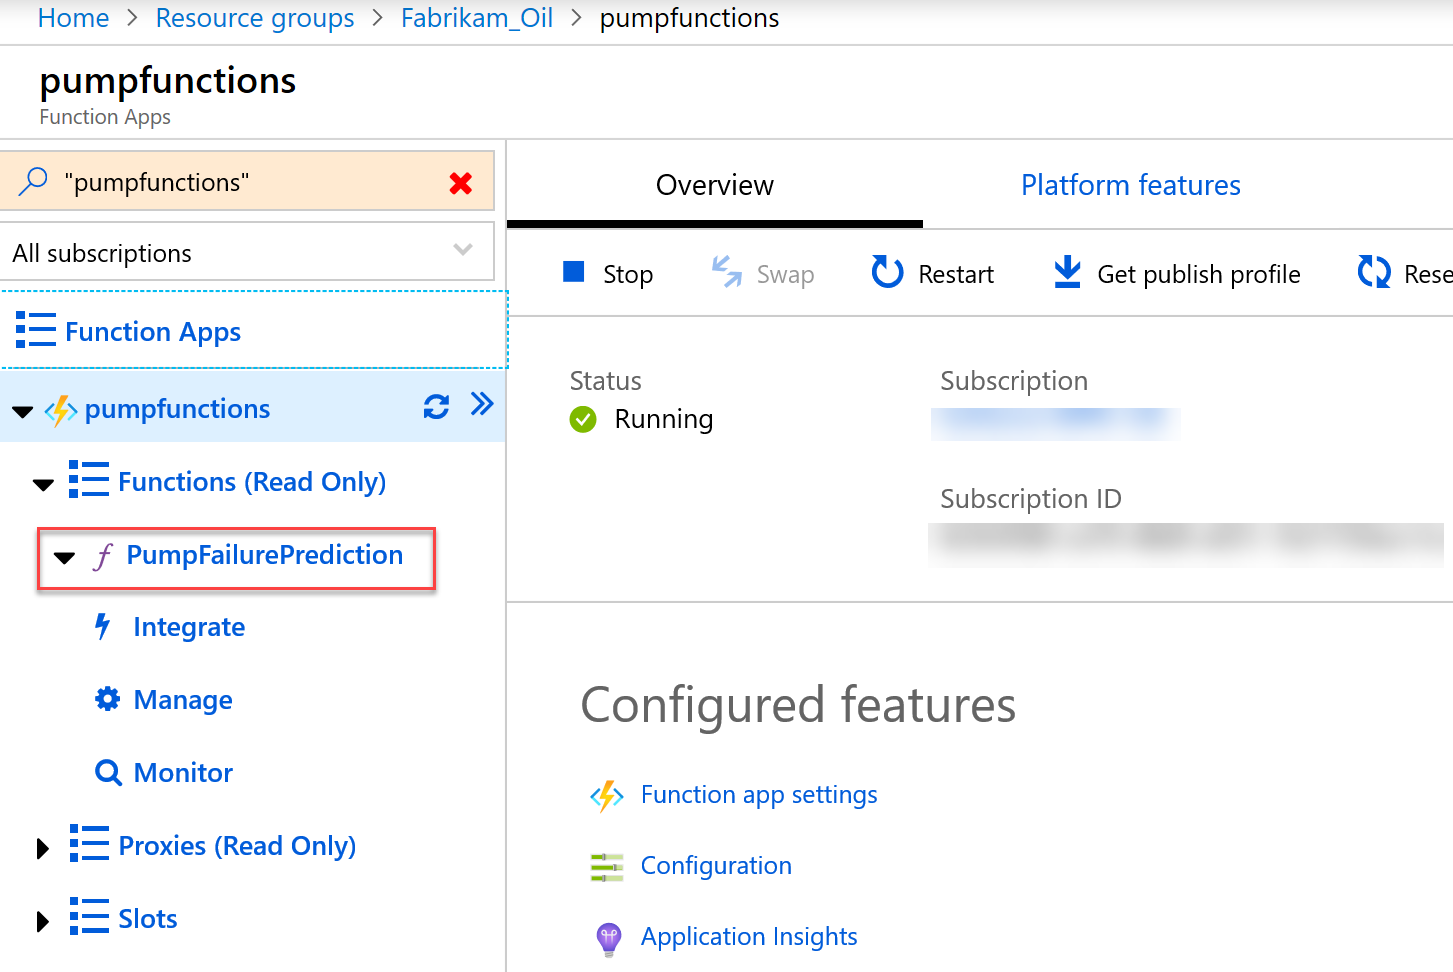 Home > Resource groups > Fabrikam_Oil > pumpfunctions
pumpfunctions
Function Apps
"pumpfunctions"
All subscriptions
Function Apps
pumpfunctions
Functions (Read Only)
PumpFailurePrediction
Integrate
Manage
Monitor
Proxies (Read Only)
Slots
Overview
Platform features
Stop
Swap
Restart
Get publish profile
Rese
Status
Running
Subscription
Subscription ID
Configured features
Function app settings
Configuration
Application Insights